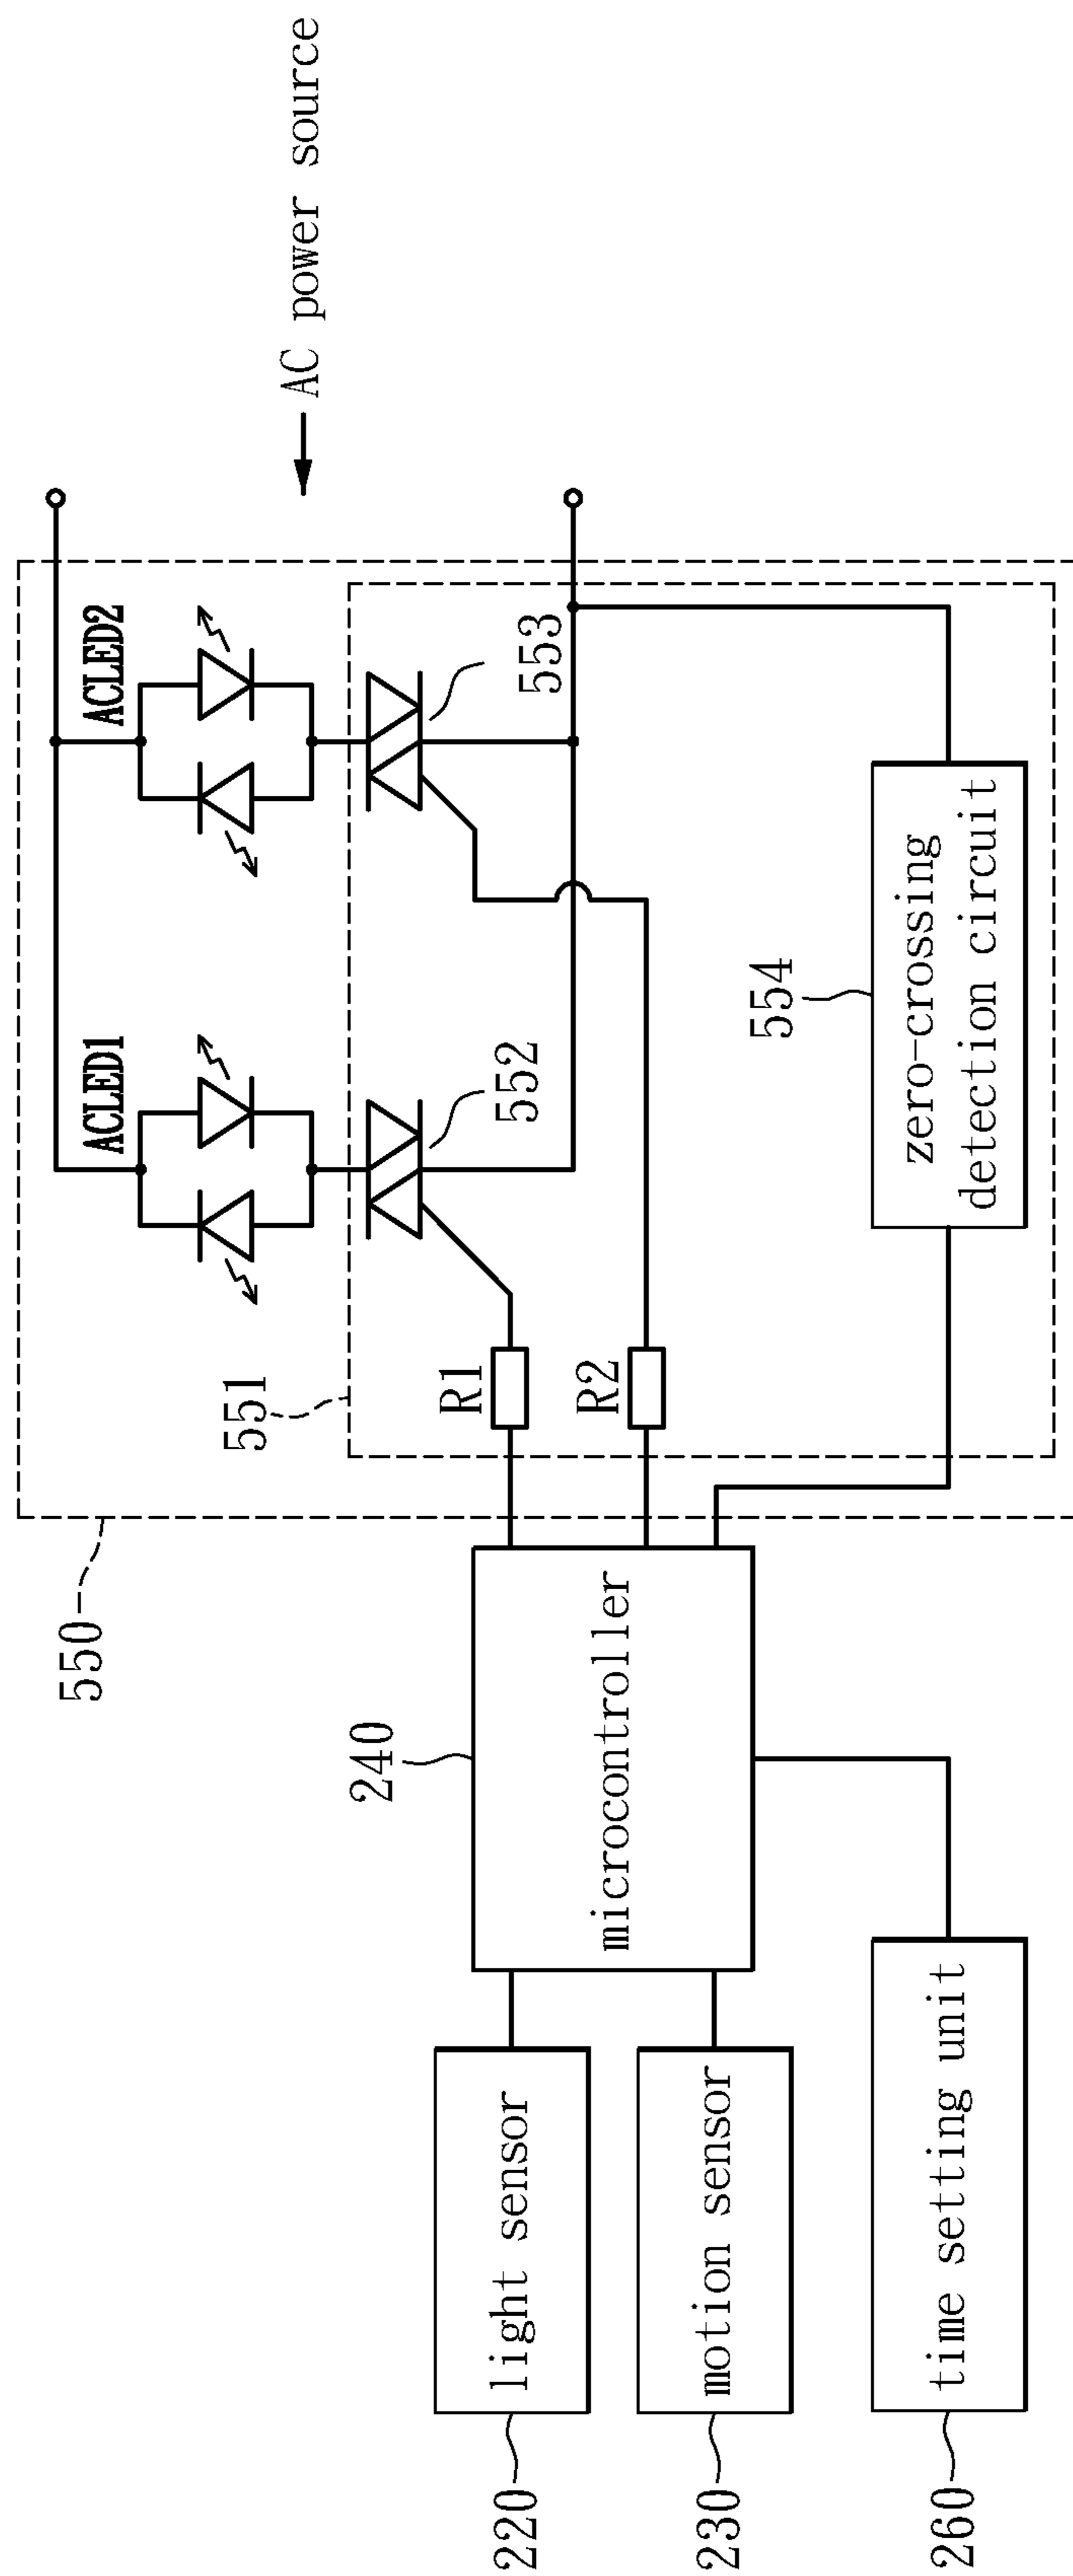 AC power source
ACLED1
ACLED2
550
551
552
553
R1
R2
554
zero-crossing
detection circuit
240
microcontroller
220
light sensor
230
motion sensor
260
time setting unit